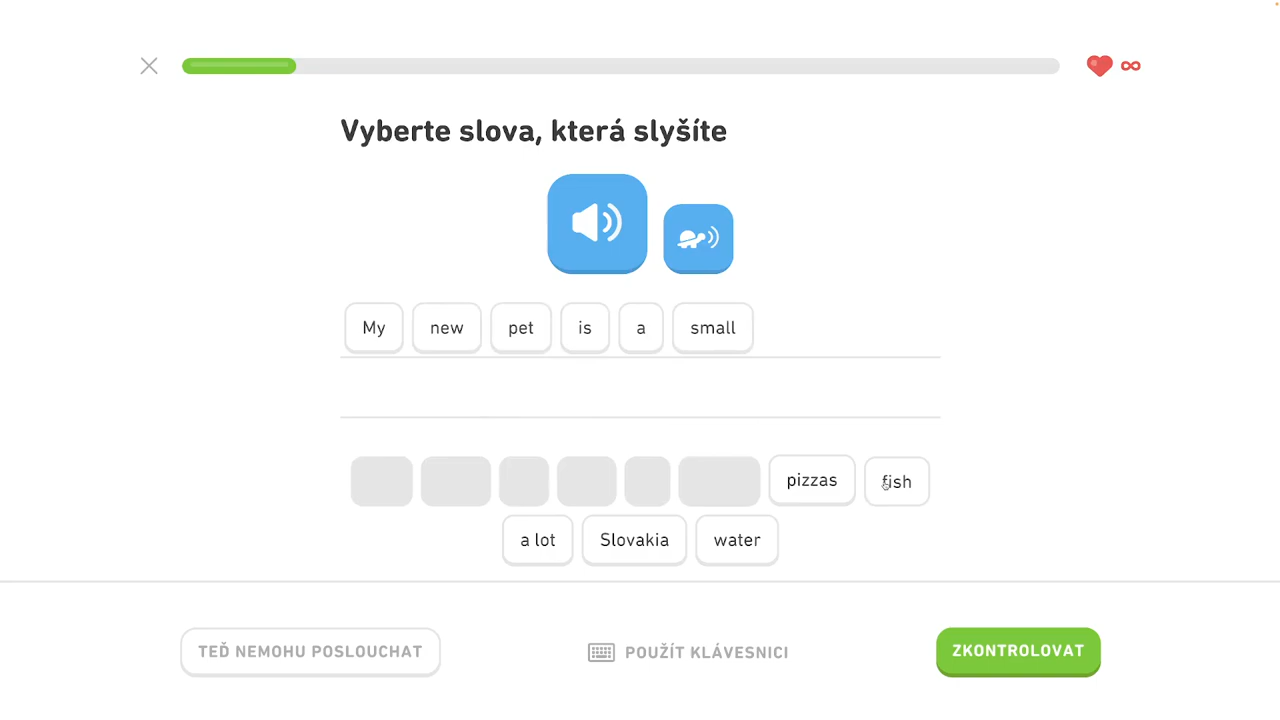 Vyberte slova, která slyšíte
My new pet is a small
pizzas fish
a lot Slovakia water
TEĎ NEMOHU POSLOUCHAT POUŽÍT KLÁVESNICI ZKONTROLOVAT